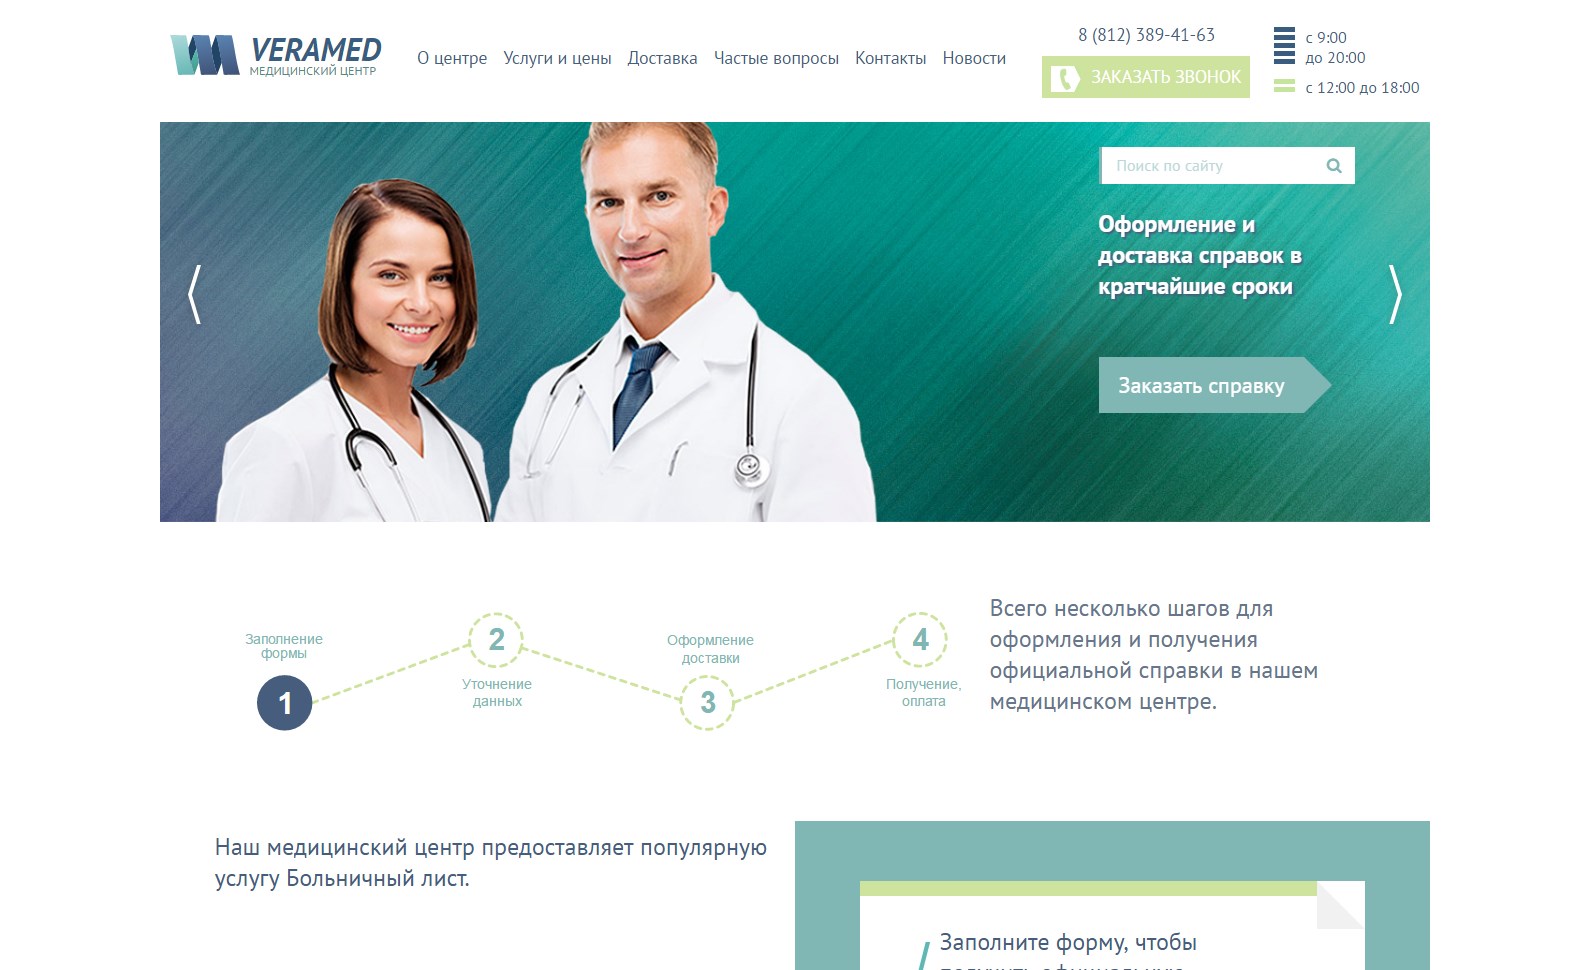 VERAMED
МЕДИЦИНСКИЙ ЦЕНТР
О центре Услуги и цены Доставка Частые вопросы Контакты Новости
8 (812) 389-41-63
ЗАКАЗАТЬ ЗВОНОК
с 9:00
до 20:00
с 12:00 до 18:00
Поиск по сайту
Оформление и
доставка справок в
кратчайшие сроки
Заказать справку
Заполнение
формы
1
2
Уточнение
данных
Оформление
доставки
3
4
Получение,
оплата
Всего несколько шагов для
оформления и получения
официальной справки в нашем
медицинском центре.
Наш медицинский центр предоставляет популярную
услугу Больничный лист.
Заполните форму, чтобы
получить официальную